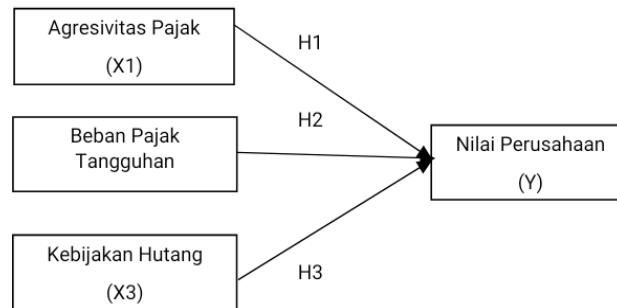 Agresivitas Pajak
(X1)
H1
Beban Pajak
Tangguhan
H2
Nilai Perusahaan
(Y)
Kebijakan Hutang
(X3)
H3